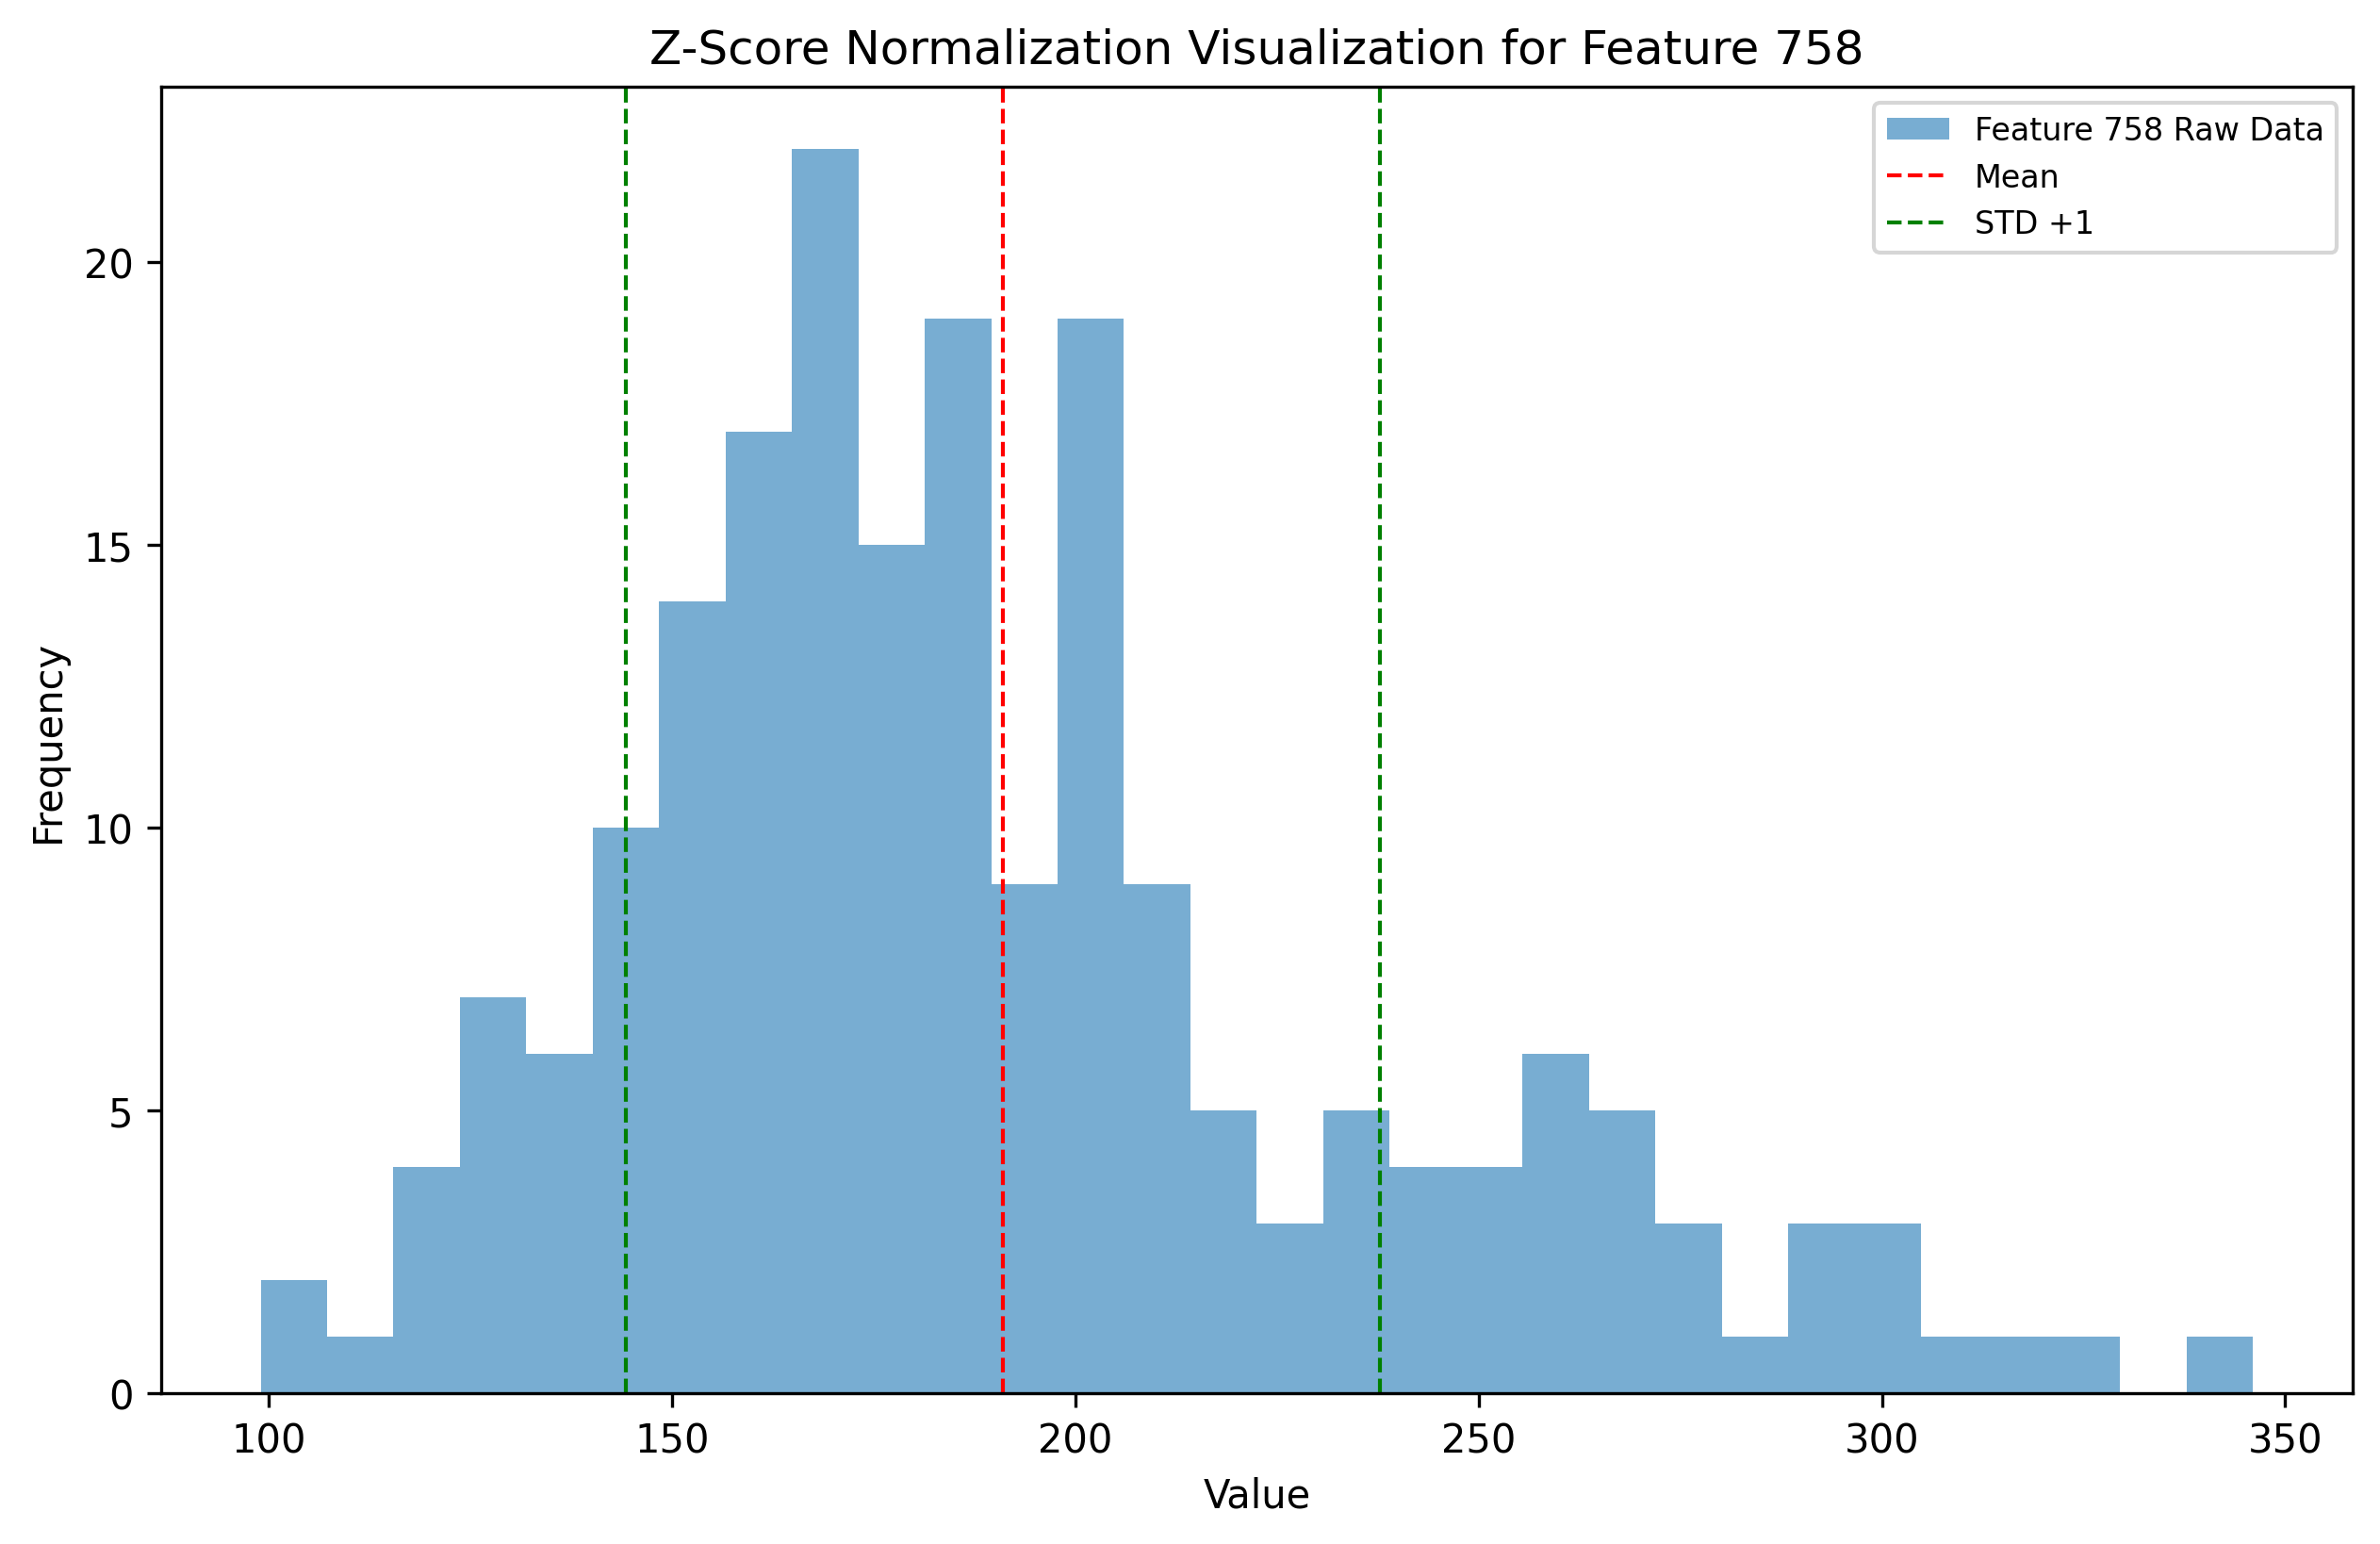 Z-Score Normalization Visualization for Feature 758
Feature 758 Raw Data
Mean
STD +1
20
15
10
5
0
Frequency
100 150 200 250 300 350
Value